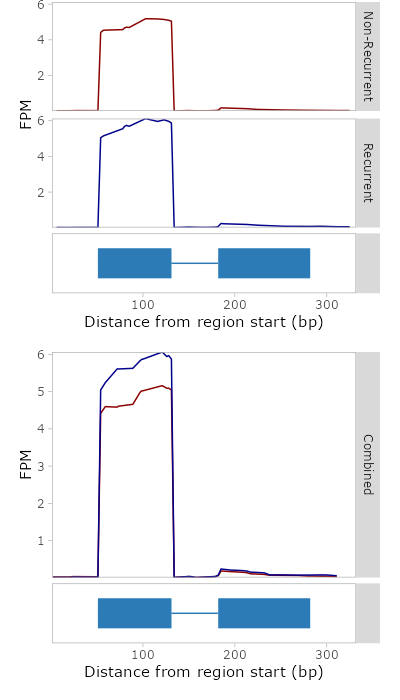 6
4
2
Non-Recurrent
FPM
6
4
2
Recurrent
100 200 300
Distance from region start (bp)
6
5
4
3
2
1
FPM
Combined
100 200 300
Distance from region start (bp)